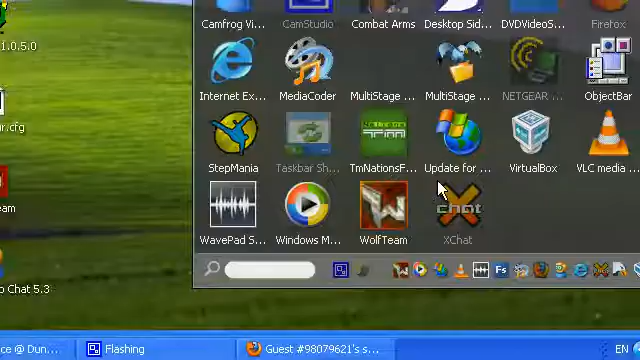 Camfrog Vi...
CamStudio
Combat Arms
Desktop Sid...
DVDVideoS...
Firefox
1.0.5.0
Internet Ex...
MediaCoder
MultiStage ...
MultiStage ...
NETGEAR ...
ObjectBar
ur.cfg
StepMania
Taskbar Sh...
TmNationsF...
Update for ...
VirtualBox
VLC media ...
eam
chat
WavePad S...
Windows M...
WolfTeam
XChat
o Chat 5.3
Fs
ce @ Dun...
Flashing
Guest #98079621's s...
EN